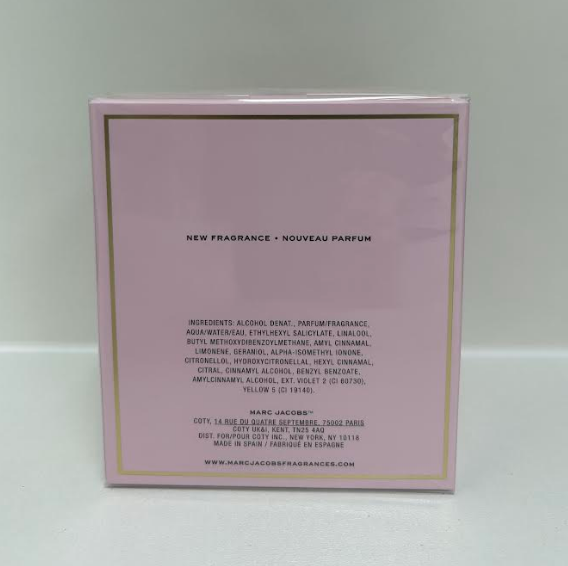 NEW FRAGRANCE • NOUVEAU PARFUM
INGREDIENTS: ALCOHOL DENAT., PARFUM/FRAGRANCE,
AQUA/WATER/EAU, ETHYLHEXYL SALICYLATE, LINALOOL,
BUTYL METHOXYDIBENZOYLMETHANE, AMYL CINNAMAL,
LIMONENE, GERANIOL, ALPHA-ISOMETHYL IONONE,
CITRONELLOL, HYDROXYCITRONELLAL, HEXYL CINNAMAL,
CITRAL, CINNAMYL ALCOHOL, BENZYL BENZOATE,
AMYLCINNAMYL ALCOHOL, EXT. VIOLET 2 (CI 60730),
YELLOW 5 (CI 19140).
MARC JACOBS™
COTY, 14 RUE DU QUATRE SEPTEMBRE, 75002 PARIS
COTY UK&I, KENT, TN25 4AQ
DIST. FOR/POUR COTY INC., NEW YORK, NY 10118
MADE IN SPAIN / FABRIQUÉ EN ESPAGNE
WWW.MARCJACOBSFRAGRANCES.COM